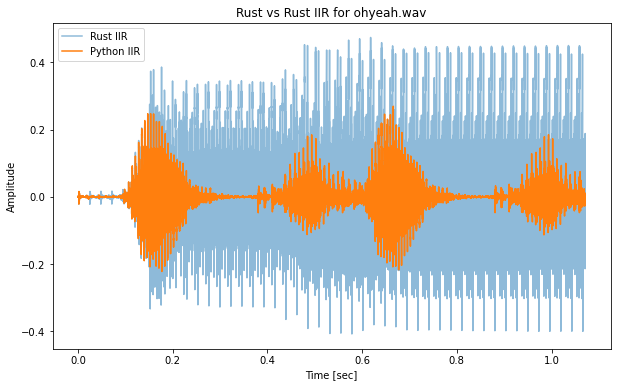 Rust vs Rust IIR for ohyeah.wav
Rust IIR
Python IIR
Amplitude
0.4
0.2
0.0
−0.2
−0.4
0.0 0.2 0.4 0.6 0.8 1.0
Time [sec]